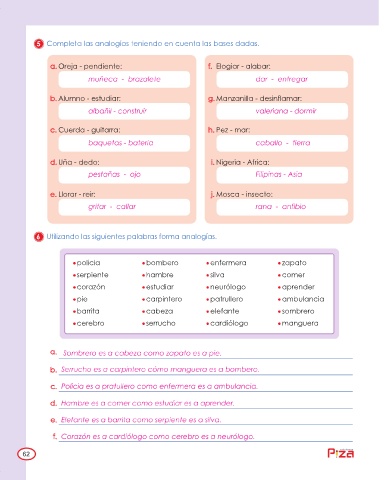 5 Completa las analogías teniendo en cuenta las bases dadas.
a. Oreja - pendiente:
muñeca - brazalete
b. Alumno - estudiar:
albañil - construir
c. Cuerda - guitarra:
baquetas - batería
d. Uña - dedo:
pestañas - ojo
e. Llorar - reír:
gritar - callar
f. Elogiar - alabar:
dar - entregar
g. Manzanilla - desinflamar:
valeriana - dormir
h. Pez - mar:
caballo - tierra
i. Nigeria - África:
Filipinas - Asia
j. Mosca - insecto:
rana - anfibio
6 Utilizando las siguientes palabras forma analogías.
• policía • bombero • enfermera • zapato
• serpiente • hambre • silva • comer
• corazón • estudiar • neurólogo • aprender
• pie • carpintero • patrullero • ambulancia
• barrita • cabeza • elefante • sombrero
• cerebro • serrucho • cardiólogo • manguera
a. Sombrero es a cabeza como zapato es a pie.
b. Serrucho es a carpintero cómo manguera es a bombero.
c. Policía es a patrullero como enfermera es a ambulancia.
d. Hambre es a comer como estudiar es a aprender.
e. Elefante es a barrita como serpiente es a silva.
f. Corazón es a cardiólogo como cerebro es a neurólogo.
62
Piza